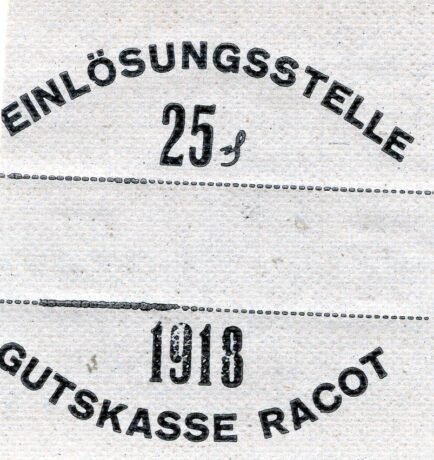 EINLÖSUNGSSTELLE
25 ₰
1918
GUTSKASSE RACOT